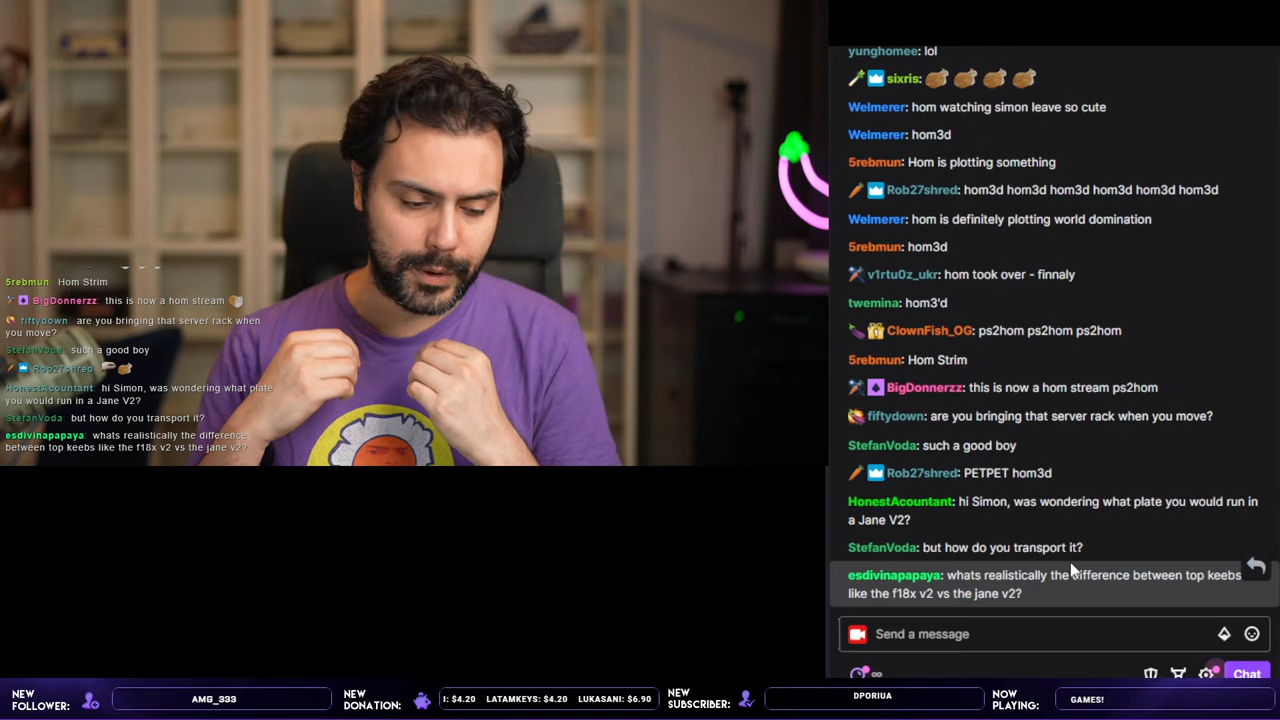 5rebmun: Hom Strim
BigDonnerzz: this is now a hom stream
fiftydown: are you bringing that server rack when
you move?
StefanVoda: such a good boy
Rob27shred:
HonestAcountant: hi Simon, was wondering what plate
you would run in a Jane V2?
StefanVoda: but how do you transport it?
esdivinapapaya: whats realistically the difference
between top keebs like the f18x v2 vs the jane v2?
yunghomee: lol
sixris:
Welmerer: hom watching simon leave so cute
Welmerer: hom3d
5rebmun: Hom is plotting something
Rob27shred: hom3d hom3d hom3d hom3d hom3d hom3d
Welmerer: hom is definitely plotting world domination
5rebmun: hom3d
v1rtu0z_ukr: hom took over - finnaly
twemina: hom3'd
ClownFish_OG: ps2hom ps2hom ps2hom
5rebmun: Hom Strim
BigDonnerzz: this is now a hom stream ps2hom
fiftydown: are you bringing that server rack when you move?
StefanVoda: such a good boy
Rob27shred: PETPET hom3d
HonestAcountant: hi Simon, was wondering what plate you would run in
a Jane V2?
StefanVoda: but how do you transport it?
esdivinapapaya: whats realistically the difference between top keebs
like the f18x v2 vs the jane v2?
Send a message
Chat
NEW
FOLLOWER:
AMG_333
NEW
DONATION:
I: $4.20 LATAMKEYS: $4.20 LUKASANI: $6.90
NEW
SUBSCRIBER:
DPORIUA
NOW
PLAYING:
GAMES!